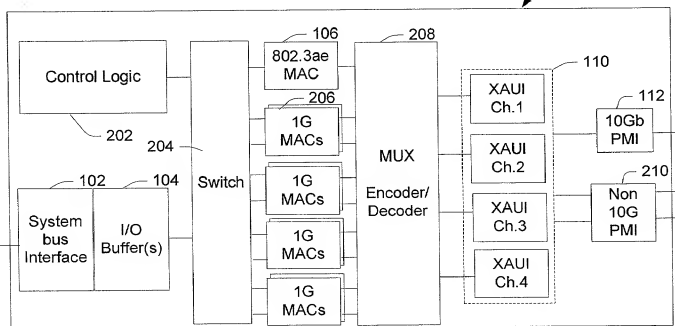 106
208
802.3ae
MAC
110
Control Logic
XAUI
Ch.1
112
202
206
204
1G
MACs
10Gb
PMI
MUX
XAUI
Ch.2
Switch
102
104
1G
MACs
Encoder/
Decoder
210
System
bus
Interface
I/O
Buffer(s)
XAUI
Ch.3
Non
10G
PMI
1G
MACs
XAUI
Ch.4
1G
MACs